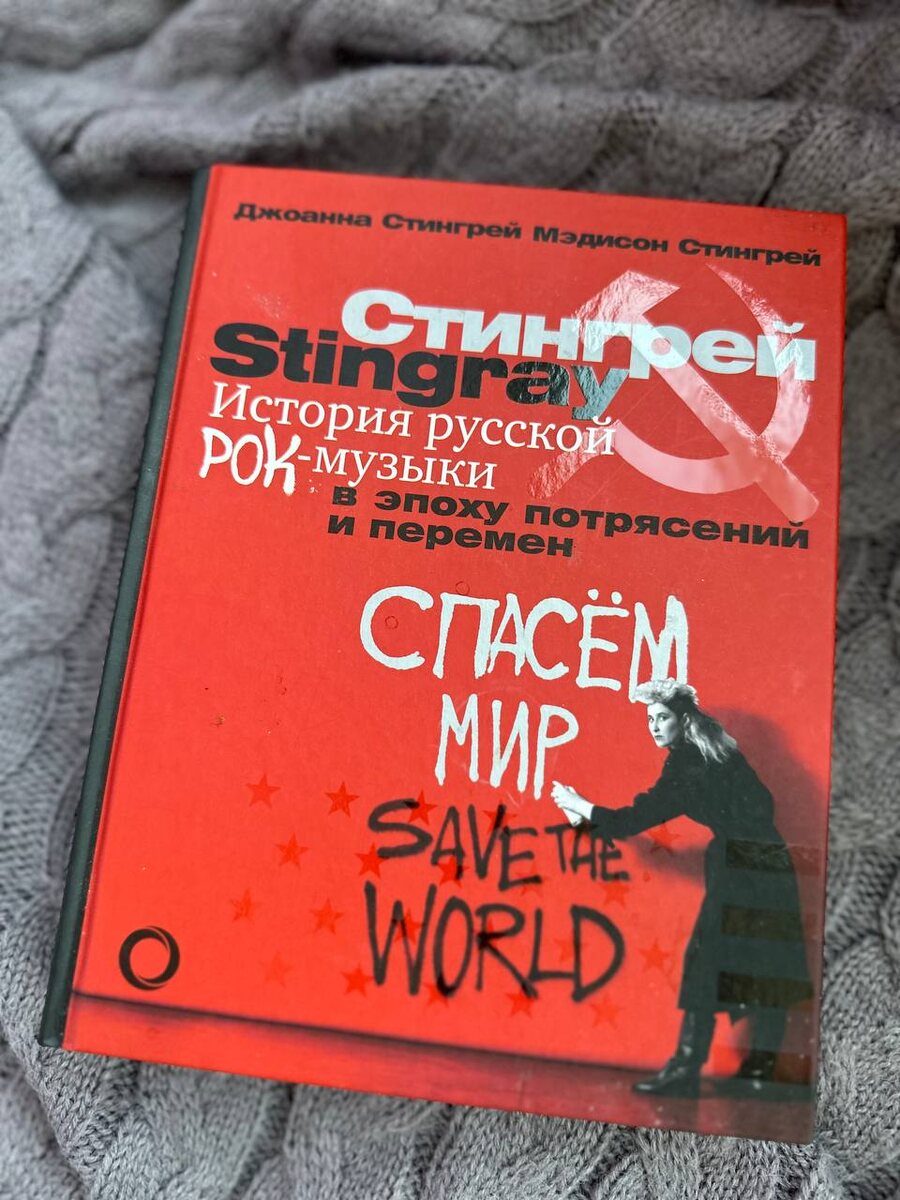 Джоанна Стингрей Мэдисон Стингрей
Стингрей
Stingray
История русской
РОК-музыки
в эпоху потрясений
и перемен
СПАСЁМ
МИР
SAVE THE
WORLD